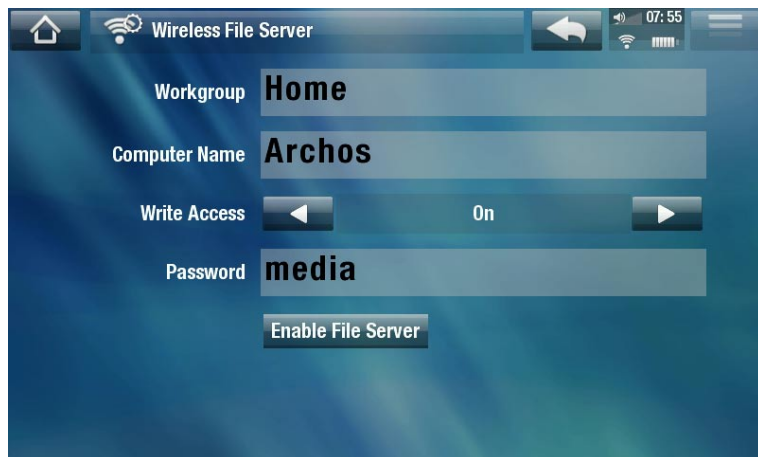 Wireless File Server
07:55
Workgroup Home
Computer Name Archos
Write Access On
Password media
Enable File Server